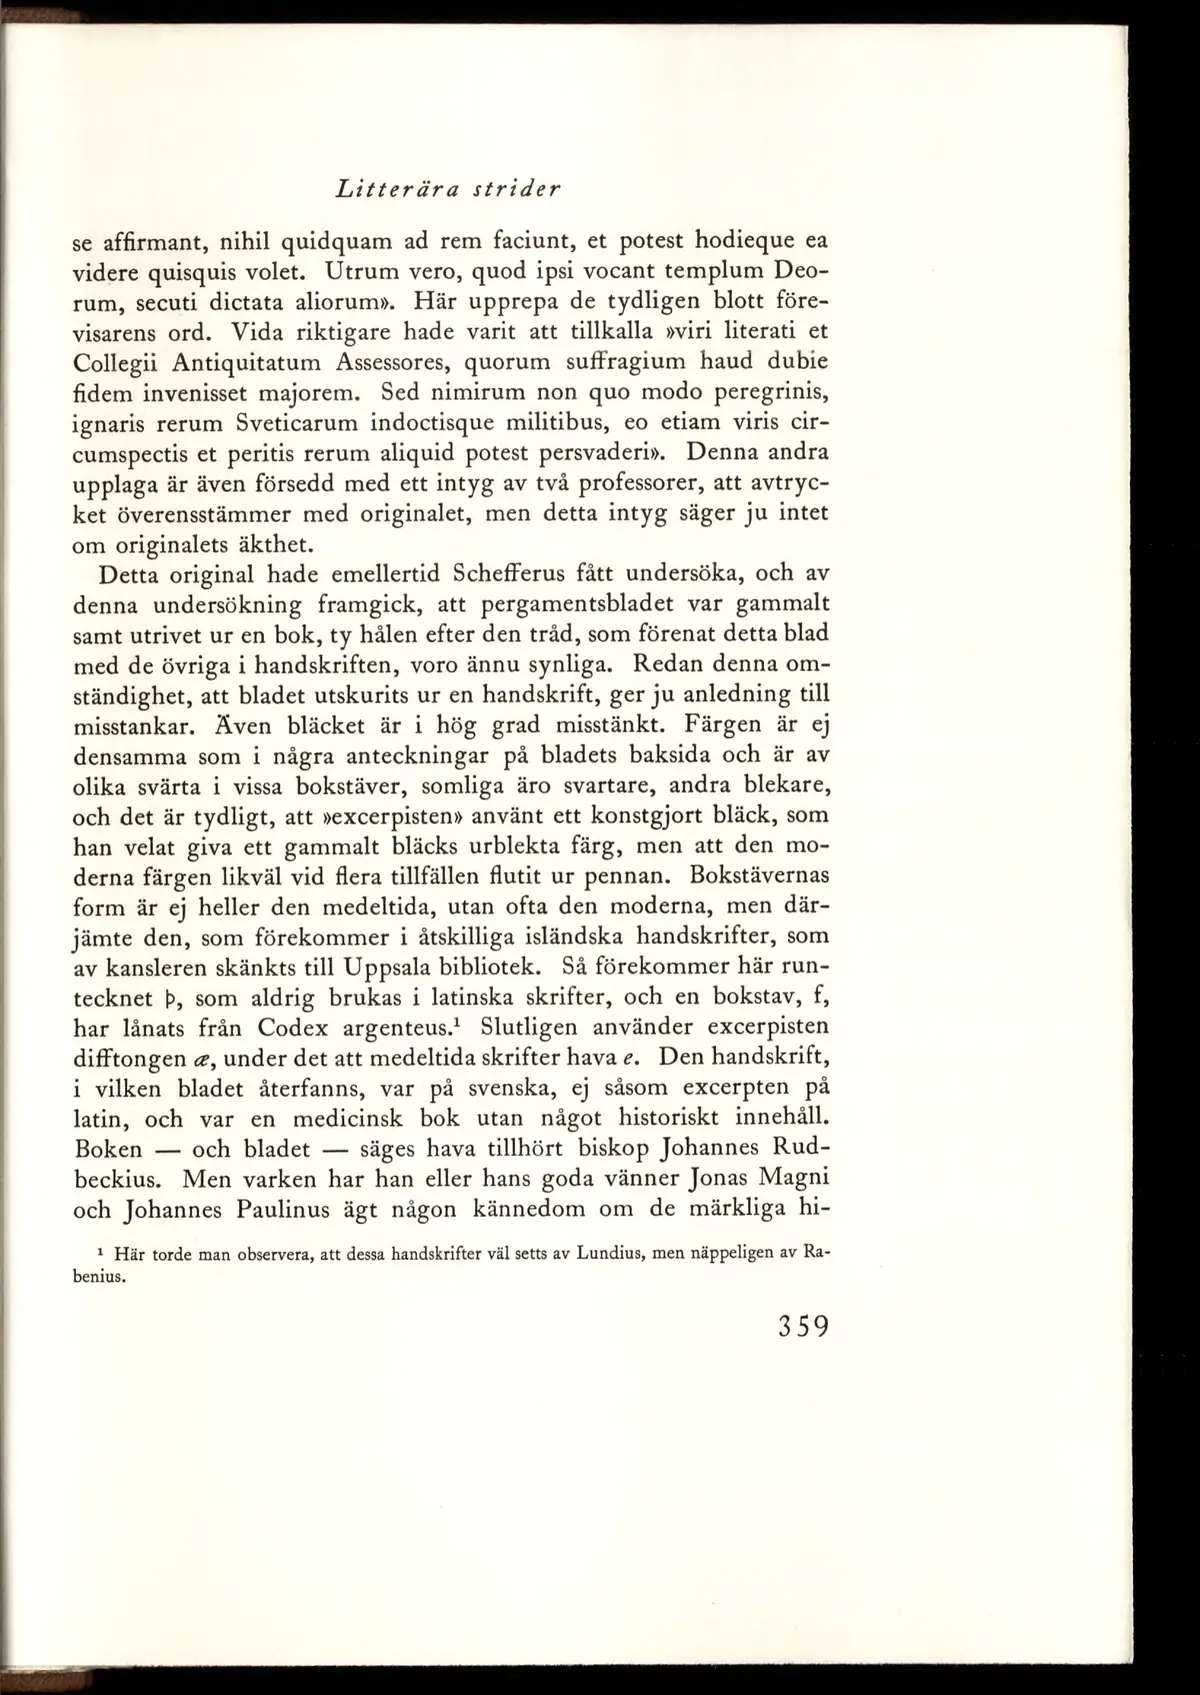 Litterära strider
se affirmant, nihil quidquam ad rem faciunt, et potest hodieque ea
videre quisquis volet. Utrum vero, quod ipsi vocant templum Deo-
rum, secuti dictata aliorum». Här upprepa de tydligen blott före-
visarens ord. Vida riktigare hade varit att tillkalla »viri literati et
Collegii Antiquitatum Assessores, quorum suffragium haud dubie
fidem invenisset majorem. Sed nimirum non quo modo peregrinis,
ignaris rerum Sveticarum indoctisque militibus, eo etiam viris cir-
cumspectis et peritis rerum aliquid potest persvaderi». Denna andra
upplaga är även försedd med ett intyg av två professorer, att avtryc-
ket överensstämmer med originalet, men detta intyg säger ju intet
om originalets äkthet.
Detta original hade emellertid Schefferus fått undersöka, och av
denna undersökning framgick, att pergamentsbladet var gammalt
samt utrivet ur en bok, ty hålen efter den tråd, som förenat detta blad
med de övriga i handskriften, voro ännu synliga. Redan denna om-
ständighet, att bladet utskurits ur en handskrift, ger ju anledning till
misstankar. Även bläcket är i hög grad misstänkt. Färgen är ej
densamma som i några anteckningar på bladets baksida och är av
olika svärta i vissa bokstäver, somliga äro svartare, andra blekare,
och det är tydligt, att »excerpisten» använt ett konstgjort bläck, som
han velat giva ett gammalt bläcks urblekta färg, men att den mo-
derna färgen likväl vid flera tillfällen flutit ur pennan. Bokstävernas
form är ej heller den medeltida, utan ofta den moderna, men där-
jämte den, som förekommer i åtskilliga isländska handskrifter, som
av kansleren skänkts till Uppsala bibliotek. Så förekommer här run-
tecknet þ, som aldrig brukas i latinska skrifter, och en bokstav, f,
har lånats från Codex argenteus.¹ Slutligen använder excerpisten
difftongen æ, under det att medeltida skrifter hava e. Den handskrift,
i vilken bladet återfanns, var på svenska, ej såsom excerpten på
latin, och var en medicinsk bok utan något historiskt innehåll.
Boken — och bladet — säges hava tillhört biskop Johannes Rud-
beckius. Men varken har han eller hans goda vänner Jonas Magni
och Johannes Paulinus ägt någon kännedom om de märkliga hi-
¹ Här torde man observera, att dessa handskrifter väl setts av Lundius, men näppeligen av Ra-
benius.
359